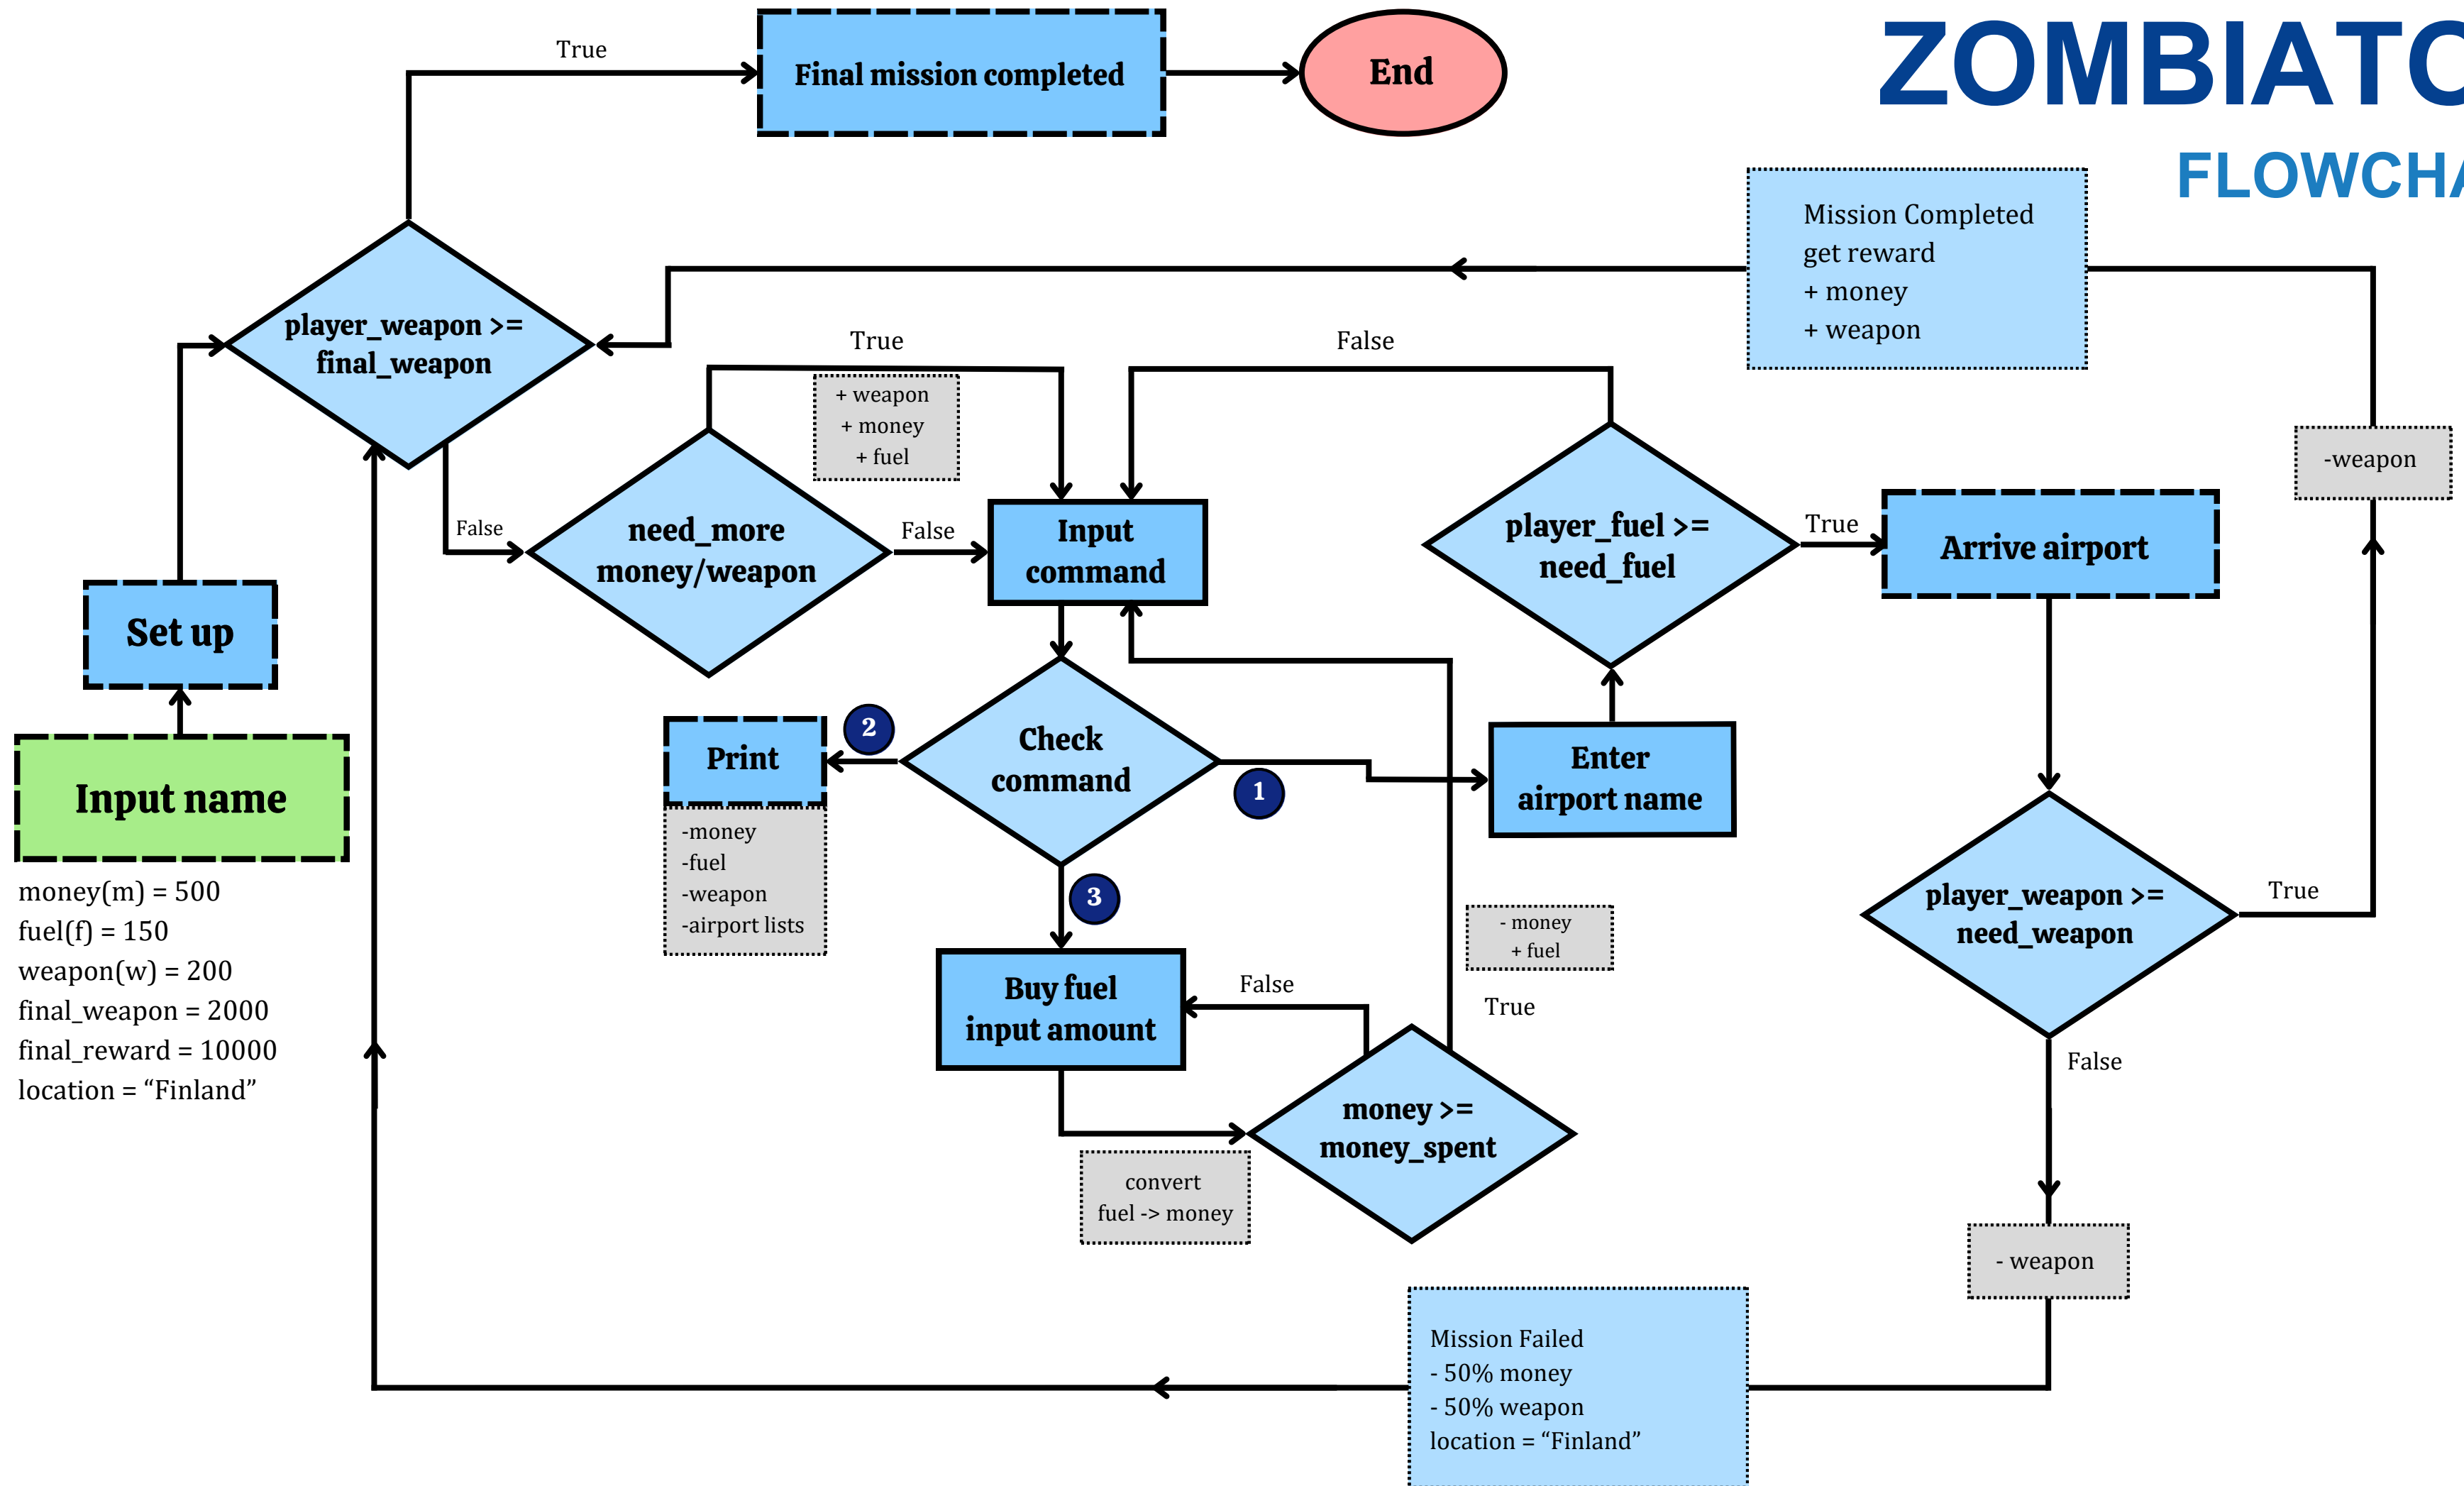 ZOMBIATO
FLOWCHA
True
Final mission completed
End
Mission Completed
get reward
+ money
+ weapon
player_weapon >=
final_weapon
True
+ weapon
+ money
+ fuel
False
-weapon
False
need_more
money/weapon
False
Input
command
player_fuel >=
need_fuel
True
Arrive airport
Set up
Input name
money(m) = 500
fuel(f) = 150
weapon(w) = 200
final_weapon = 2000
final_reward = 10000
location = “Finland”
Print
2
-money
-fuel
-weapon
-airport lists
Check
command
1
Enter
airport name
3
Buy fuel
input amount
False
- money
+ fuel
True
money >=
money_spent
convert
fuel -> money
player_weapon >=
need_weapon
True
False
- weapon
Mission Failed
- 50% money
- 50% weapon
location = “Finland”